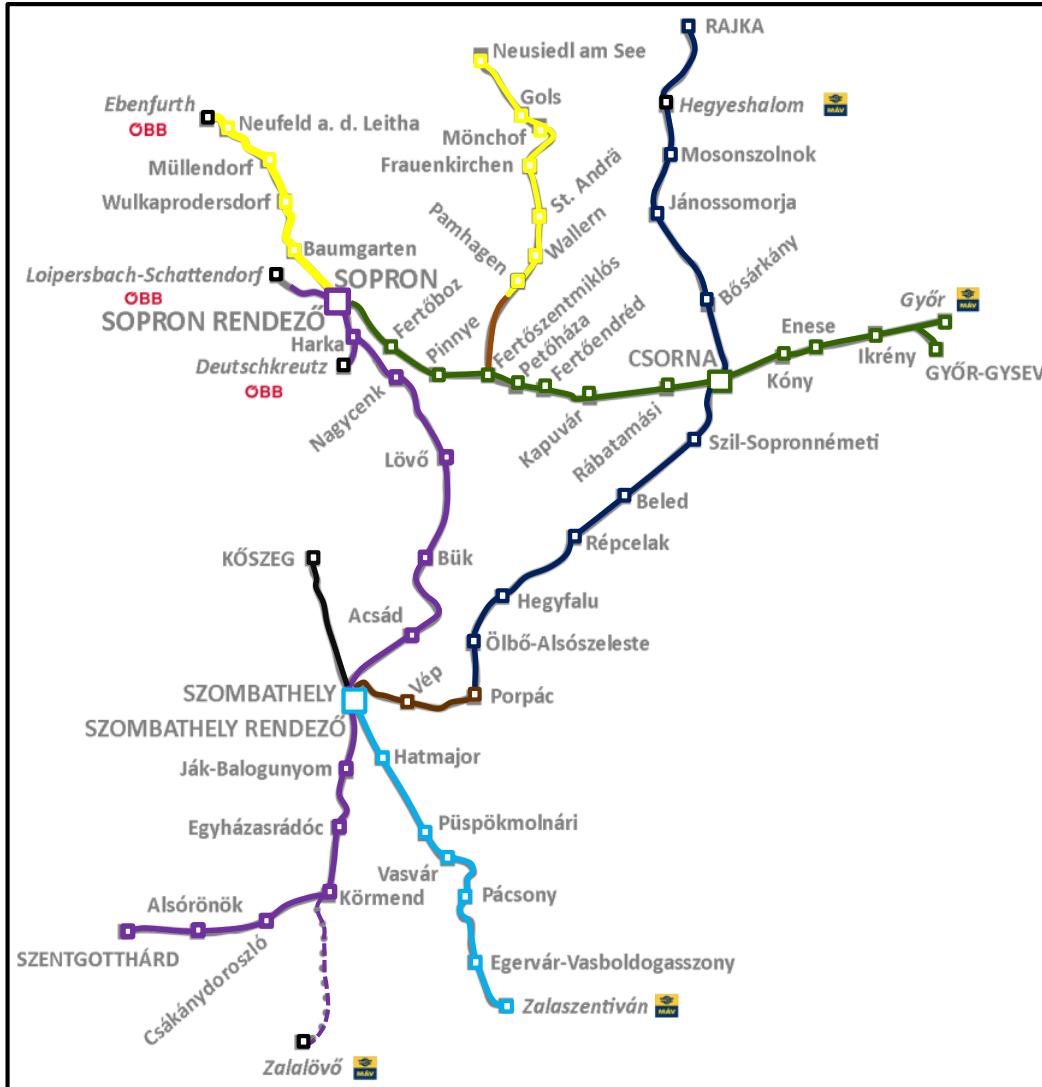 RAJKA
Neusiedl am See
Hegyeshalom
MÁV
Ebenfurth
ÖBB
Neufeld a. d. Leitha
Gols
Mönchof
Mosonszolnok
Müllendorf
Frauenkirchen
St. Andrä
Wulkaprodersdorf
Jánossomorja
Pamhagen
Wallern
Baumgarten
Loipersbach-Schattendorf
ÖBB
SOPRON
SOPRON RENDEZŐ
Bősárkány
Győr
MÁV
Fertőboz
Pinnye
Fertőszentmiklós
Petőháza
Fertőendréd
Harka
Deutschkreutz
ÖBB
CSORNA
Enese
Kóny
Ikrény
GYŐR-GYSEV
Nagycenk
Kapuvár
Rábatamási
Szil-Sopronnémeti
Lövő
Beled
Répcelak
KŐSZEG
Bük
Hegyfalu
Acsád
Ölbő-Alsószeleste
Vép
Porpác
SZOMBATHELY
SZOMBATHELY RENDEZŐ
Hatmajor
Ják-Balogunyom
Egyházasrádóc
Püspökmolnári
Vasvár
Pácsony
Körmend
Alsórönök
Csákánydoroszló
SZENTGOTTHÁRD
Egervár-Vasboldogasszony
Zalaszentiván
MÁV
Zalalövő
MÁV